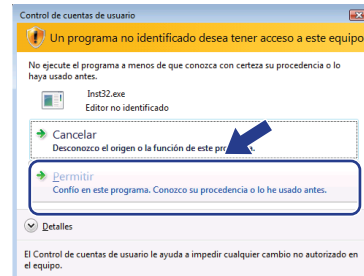 Control de cuentas de usuario
Un programa no identificado desea tener acceso a este equipo
No ejecute el programa a menos de que conozca con certeza su procedencia o lo
haya usado antes.
Inst32.exe
Editor no identificado
Cancelar
Desconozco el origen o la función de este
Permitir
Confío en este programa. Conozco su procedencia o lo he usado antes.
Detalles
El Control de cuentas de usuario le ayuda a impedir cualquier cambio no autorizado en
el equipo.